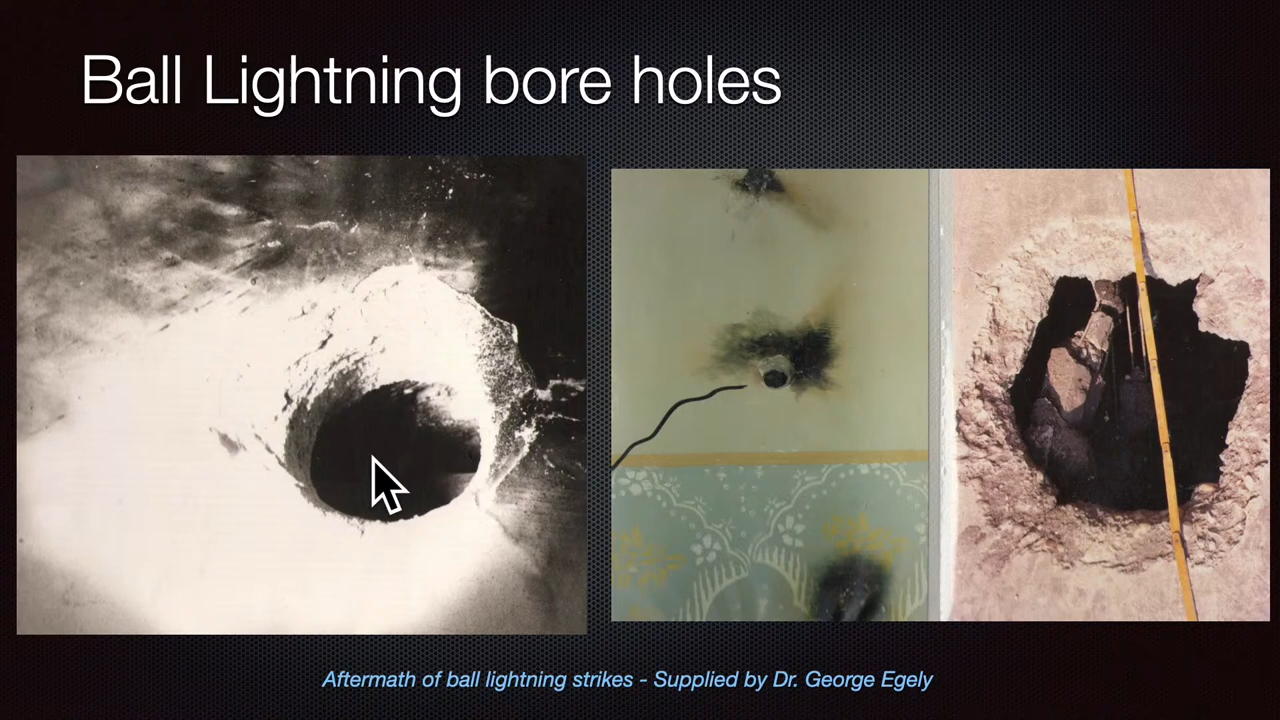 Ball Lightning bore holes
Aftermath of ball lightning strikes - Supplied by Dr. George Egely